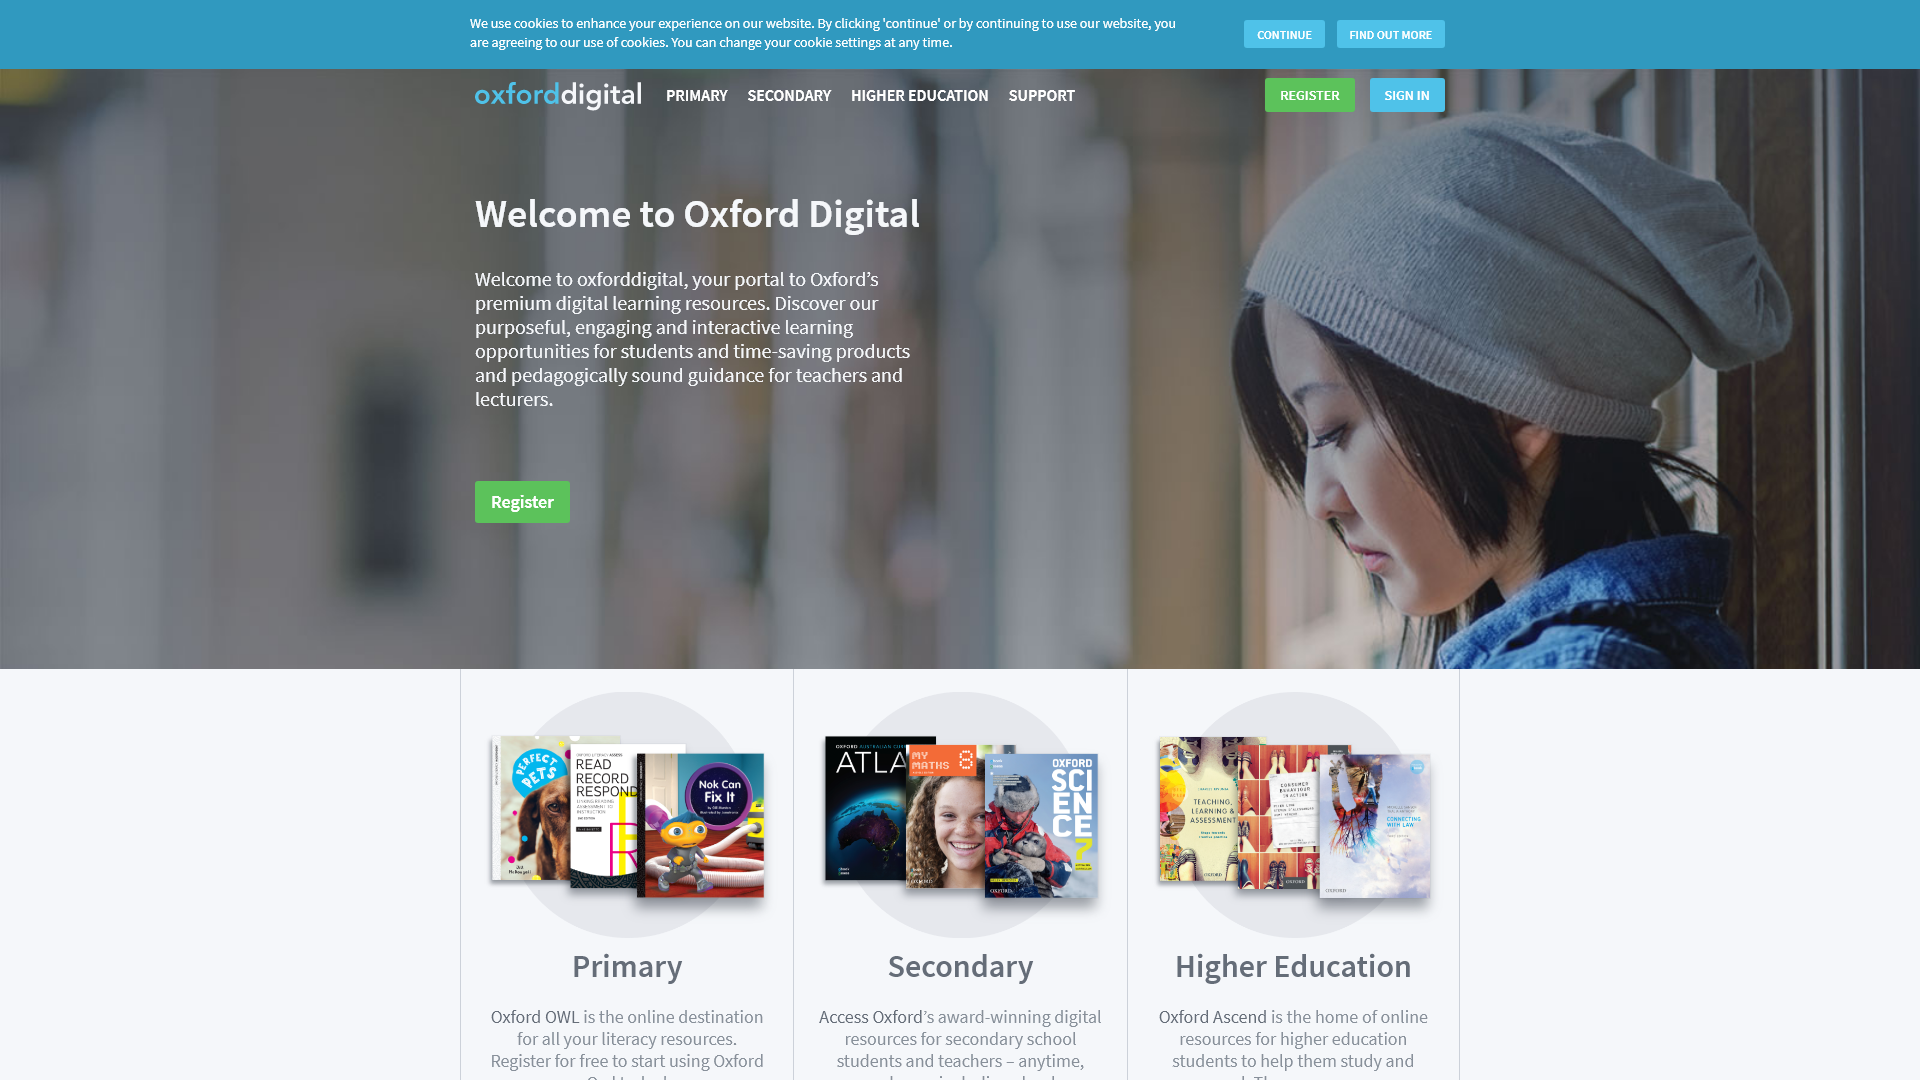 We use cookies to enhance your experience on our website. By clicking 'continue' or by continuing to use our website, you
are agreeing to our use of cookies. You can change your cookie settings at any time.
CONTINUE
FIND OUT MORE
oxforddigital
PRIMARY
SECONDARY
HIGHER EDUCATION
SUPPORT
REGISTER
SIGN IN
Welcome to Oxford Digital
Welcome to oxforddigital, your portal to Oxford’s
premium digital learning resources. Discover our
purposeful, engaging and interactive learning
opportunities for students and time-saving products
and pedagogically sound guidance for teachers and
lecturers.
Register
PERFECT
PETS
READ
RECORD
RESPOND
Nok Can
Fix It
ATLA
MY
MATHS 8
OXFORD
SCI
EN
CE
7
OXFORD
TEACHING,
LEARNING &
ASSESSMENT
OXFORD
CONSUMER
BEHAVIOUR
IN ACTION
OXFORD
CONNECTING
WITH LAW
OXFORD
Primary
Oxford OWL is the online destination
for all your literacy resources.
Register for free to start using Oxford
Secondary
Access Oxford’s award-winning digital
resources for secondary school
students and teachers – anytime,
Higher Education
Oxford Ascend is the home of online
resources for higher education
students to help them study and